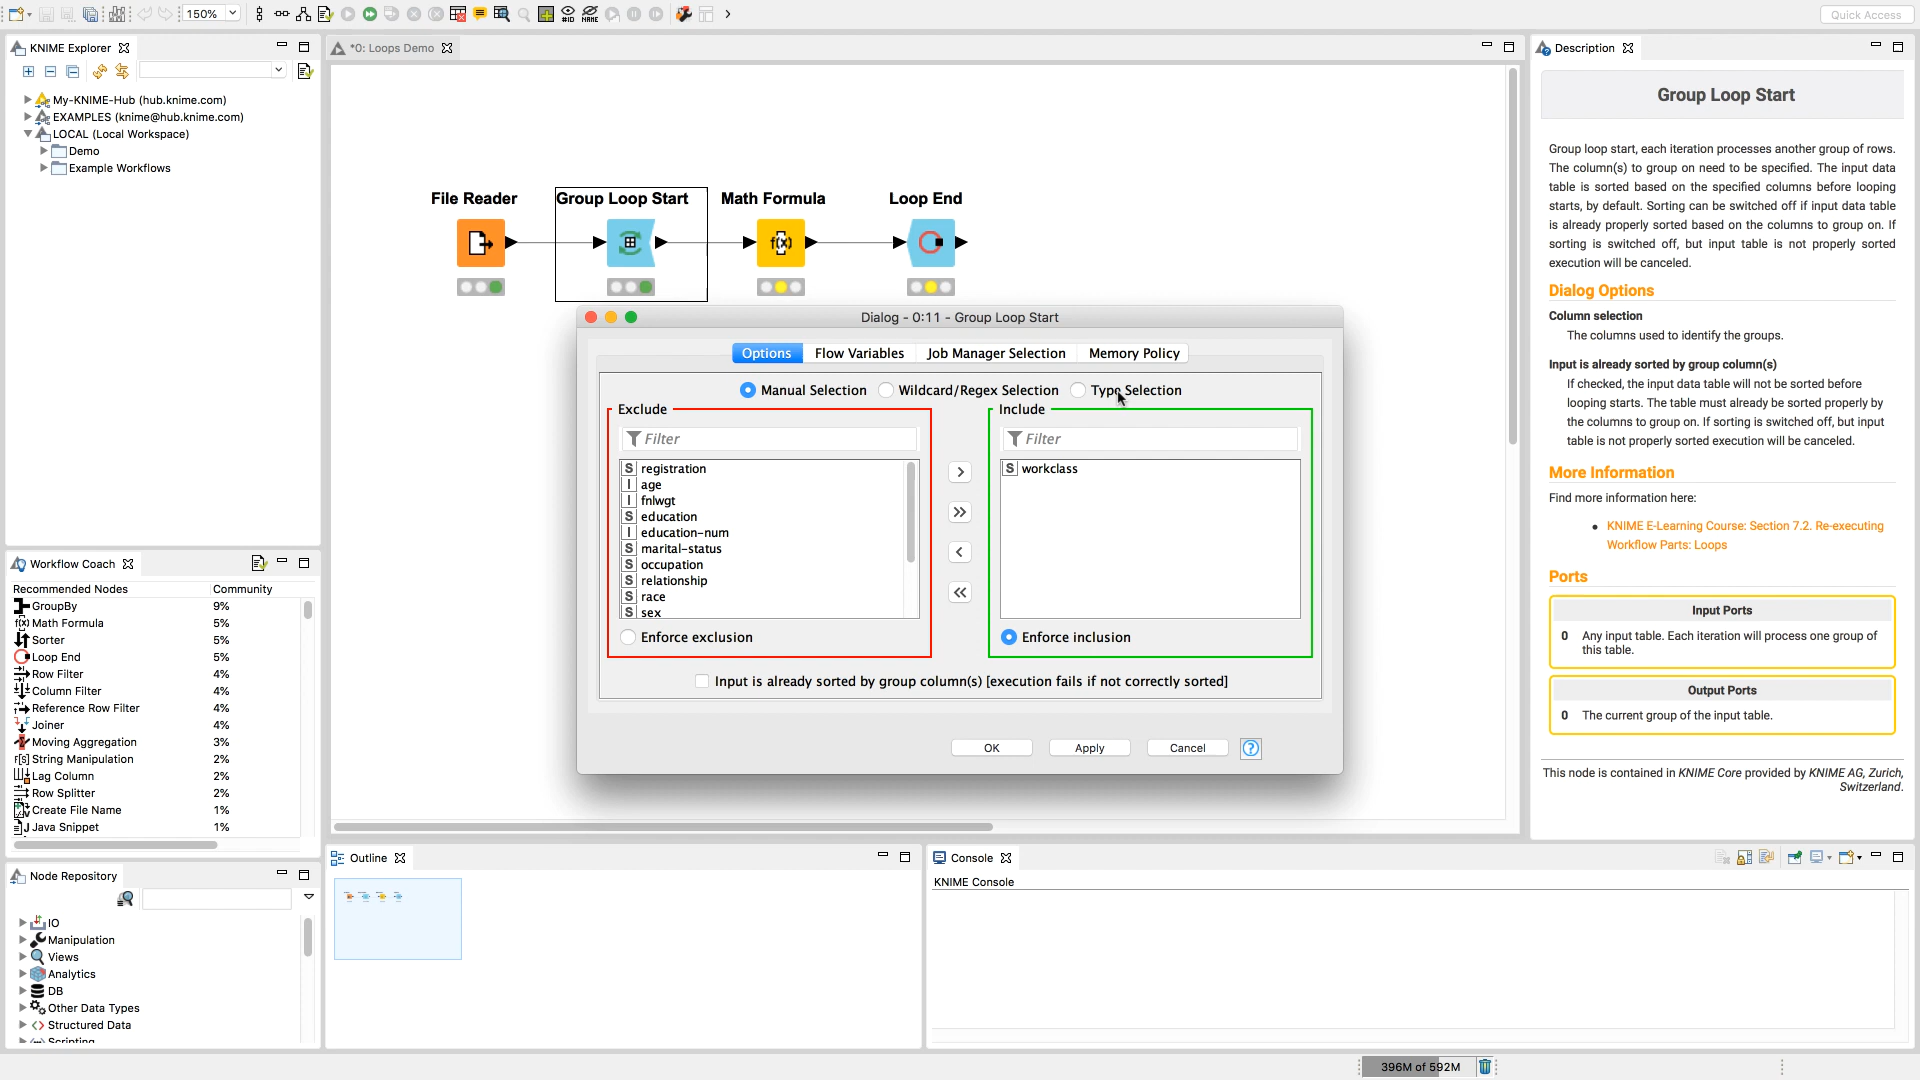 150%
#ID
NAME
Quick Access
KNIME Explorer
My-KNIME-Hub (hub.knime.com)
EXAMPLES (knime@hub.knime.com)
LOCAL (Local Workspace)
Demo
Example Workflows
Workflow Coach
Recommended Nodes Community
GroupBy 9%
f(x) Math Formula 5%
Sorter 5%
Loop End 5%
Row Filter 4%
Column Filter 4%
Reference Row Filter 4%
Joiner 4%
Moving Aggregation 3%
String Manipulation 2%
Lag Column 2%
Row Splitter 2%
Create File Name 1%
Java Snippet 1%
Node Repository
IO
Manipulation
Views
Analytics
DB
Other Data Types
Structured Data
Scripting
*0: Loops Demo
File Reader
Group Loop Start
Math Formula
Loop End
f(x)
Dialog - 0:11 - Group Loop Start
Options Flow Variables Job Manager Selection Memory Policy
Manual Selection Wildcard/Regex Selection Type Selection
Exclude
Filter
S registration
I age
I fnlwgt
S education
I education-num
S marital-status
S occupation
S relationship
S race
S sex
Enforce exclusion
>
>>
<
<<
Include
Filter
S workclass
Enforce inclusion
Input is already sorted by group column(s) [execution fails if not correctly sorted]
OK Apply Cancel ?
Outline
Console
KNIME Console
Description
Group Loop Start
Group loop start, each iteration processes another group of rows.
The column(s) to group on need to be specified. The input data
table is sorted based on the specified columns before looping
starts, by default. Sorting can be switched off if input data table
is already properly sorted based on the columns to group on. If
sorting is switched off, but input table is not properly sorted
execution will be canceled.
Dialog Options
Column selection
The columns used to identify the groups.
Input is already sorted by group column(s)
If checked, the input data table will not be sorted before
looping starts. The table must already be sorted properly by
the columns to group on. If sorting is switched off, but input
table is not properly sorted execution will be canceled.
More Information
Find more information here:
KNIME E-Learning Course: Section 7.2. Re-executing
Workflow Parts: Loops
Ports
Input Ports
0 Any input table. Each iteration will process one group of
this table.
Output Ports
0 The current group of the input table.
This node is contained in KNIME Core provided by KNIME AG, Zurich,
Switzerland.
396M of 592M